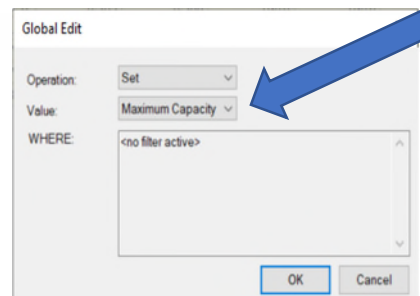 Global Edit
Operation: Set
Value: Maximum Capacity
WHERE: <no filter active>
OK Cancel